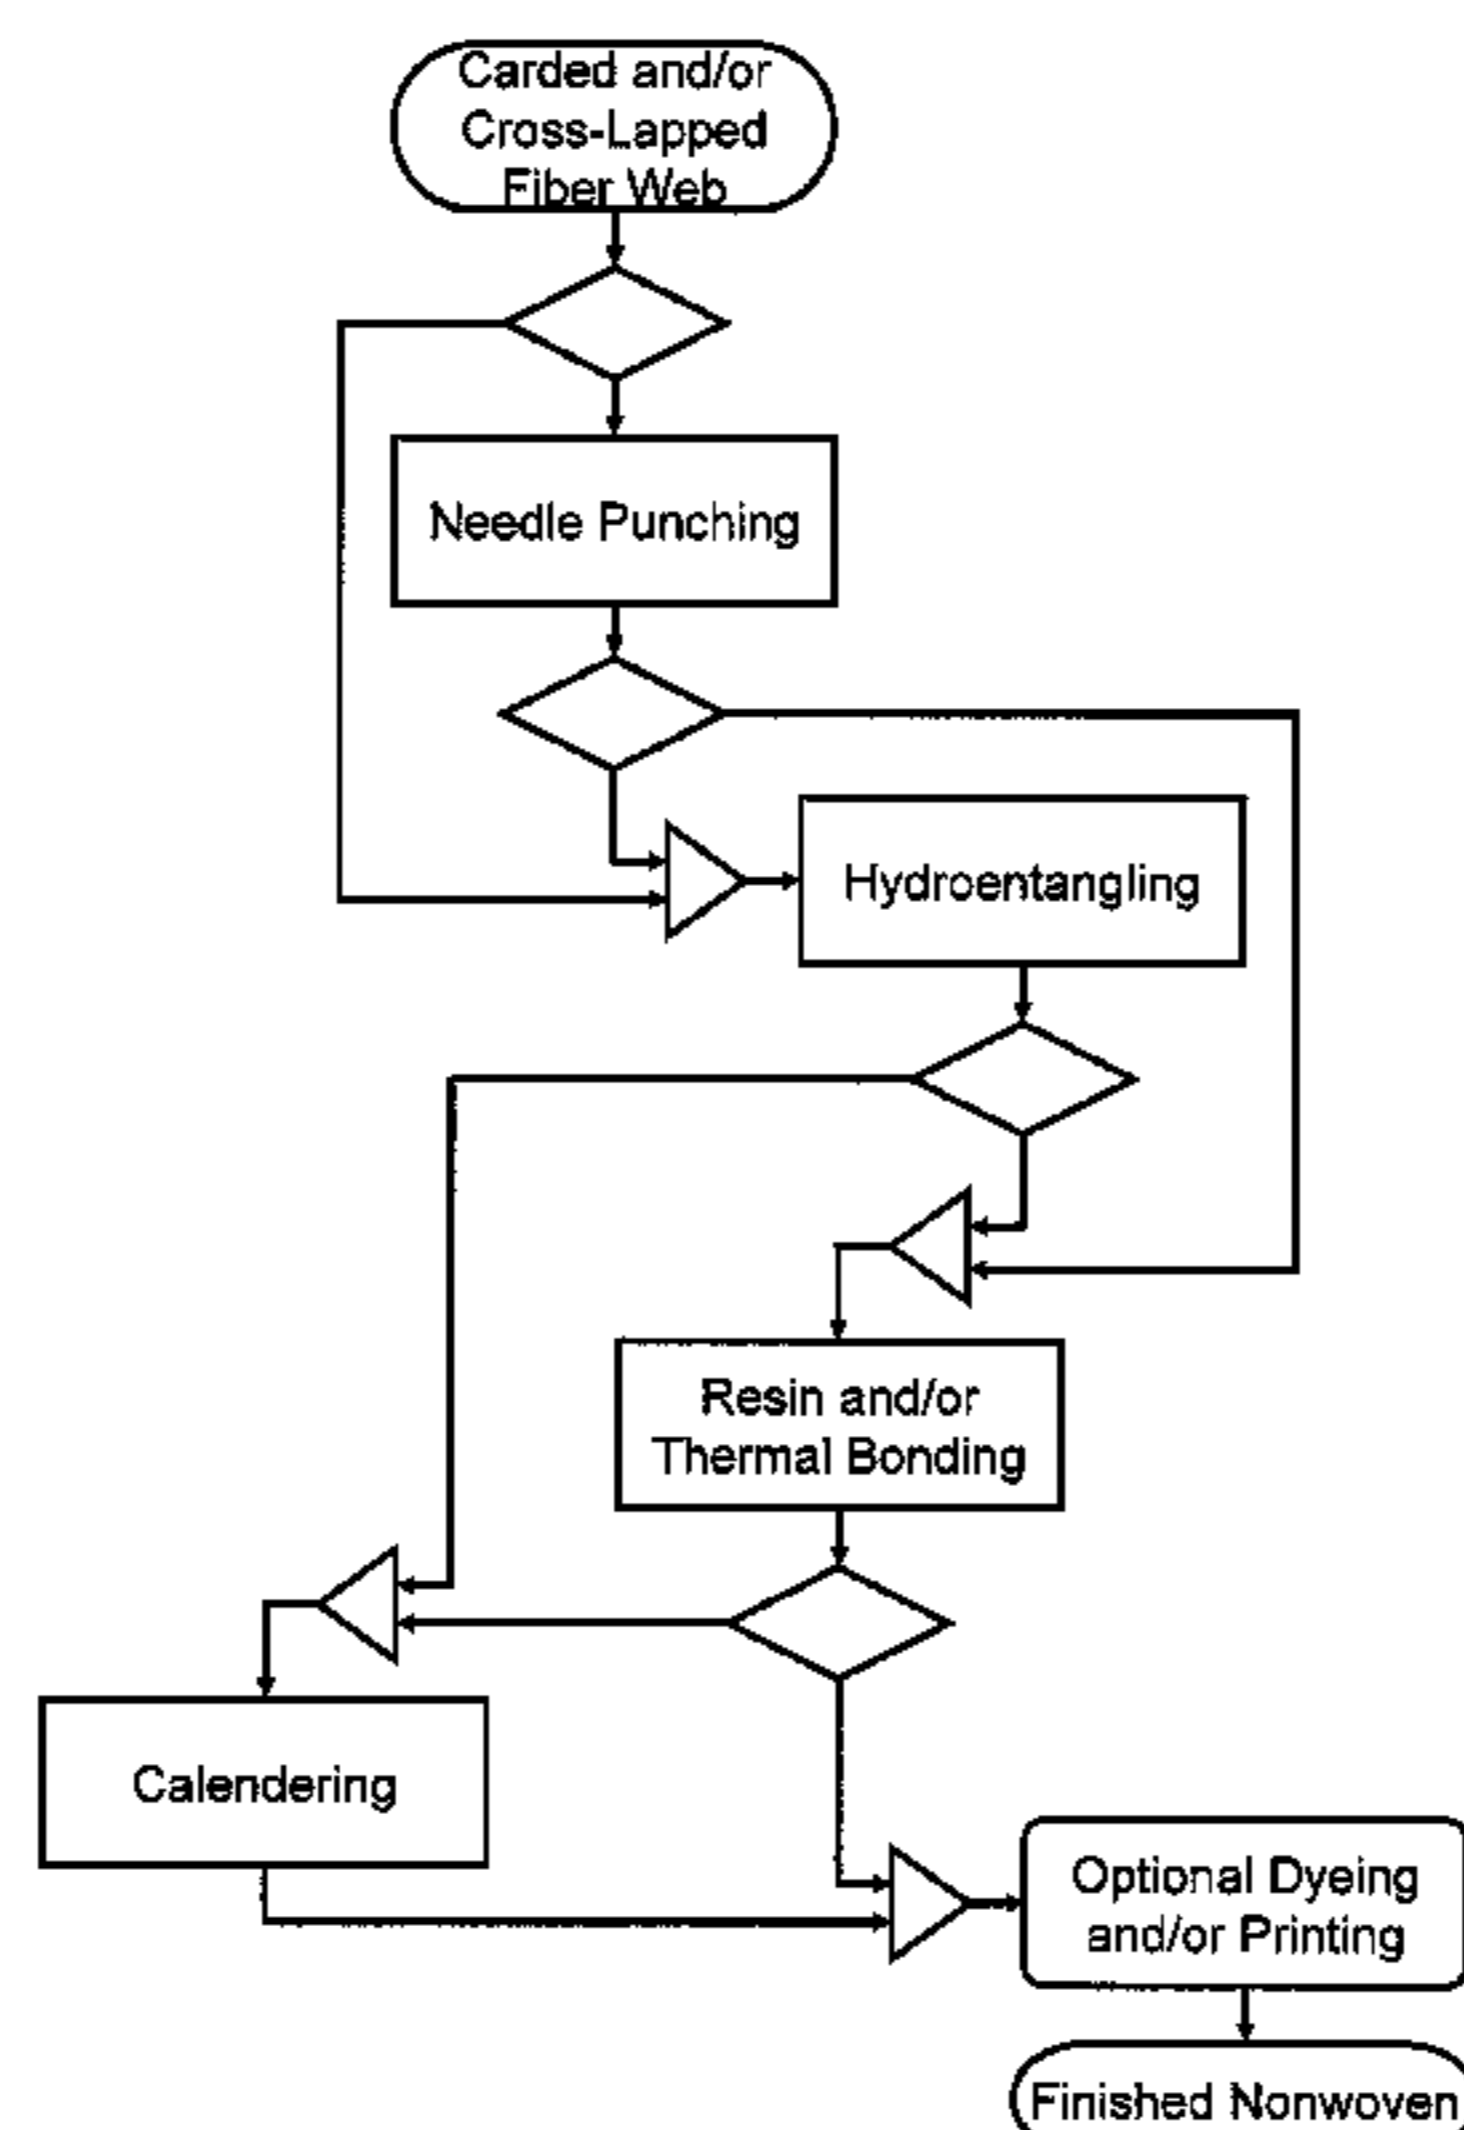 Carded and/or
Cross-Lapped
Fiber Web
Needle Punching
Hydroentangling
Resin and/or
Thermal Bonding
Calendering
Optional Dyeing
and/or Printing
Finished Nonwoven